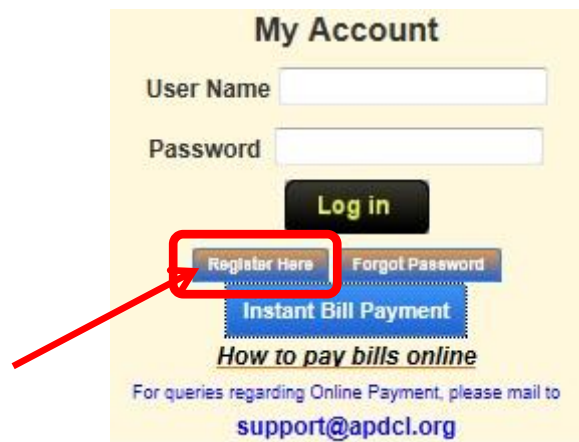 My Account
User Name
Password
Log in
Register Here Forgot Password
Instant Bill Payment
How to pay bills online
For queries regarding Online Payment, please mail to
support@apdcl.org